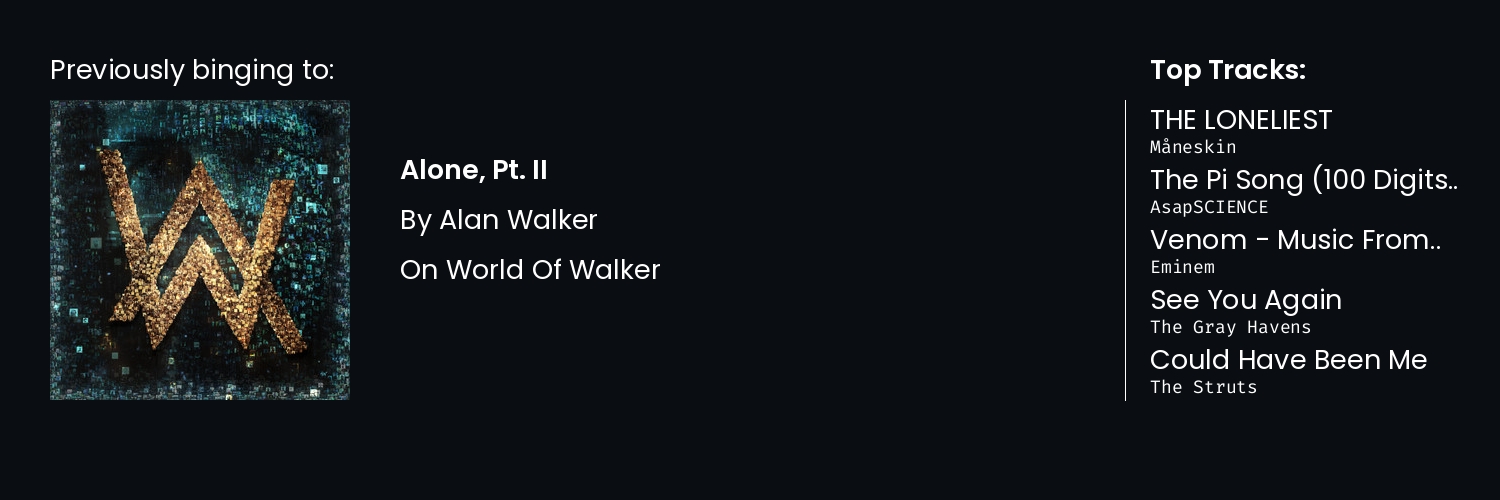 Previously binging to:
Alone, Pt. II
By Alan Walker
On World Of Walker
Top Tracks:
THE LONELIEST
Måneskin
The Pi Song (100 Digits..
AsapSCIENCE
Venom - Music From..
Eminem
See You Again
The Gray Havens
Could Have Been Me
The Struts